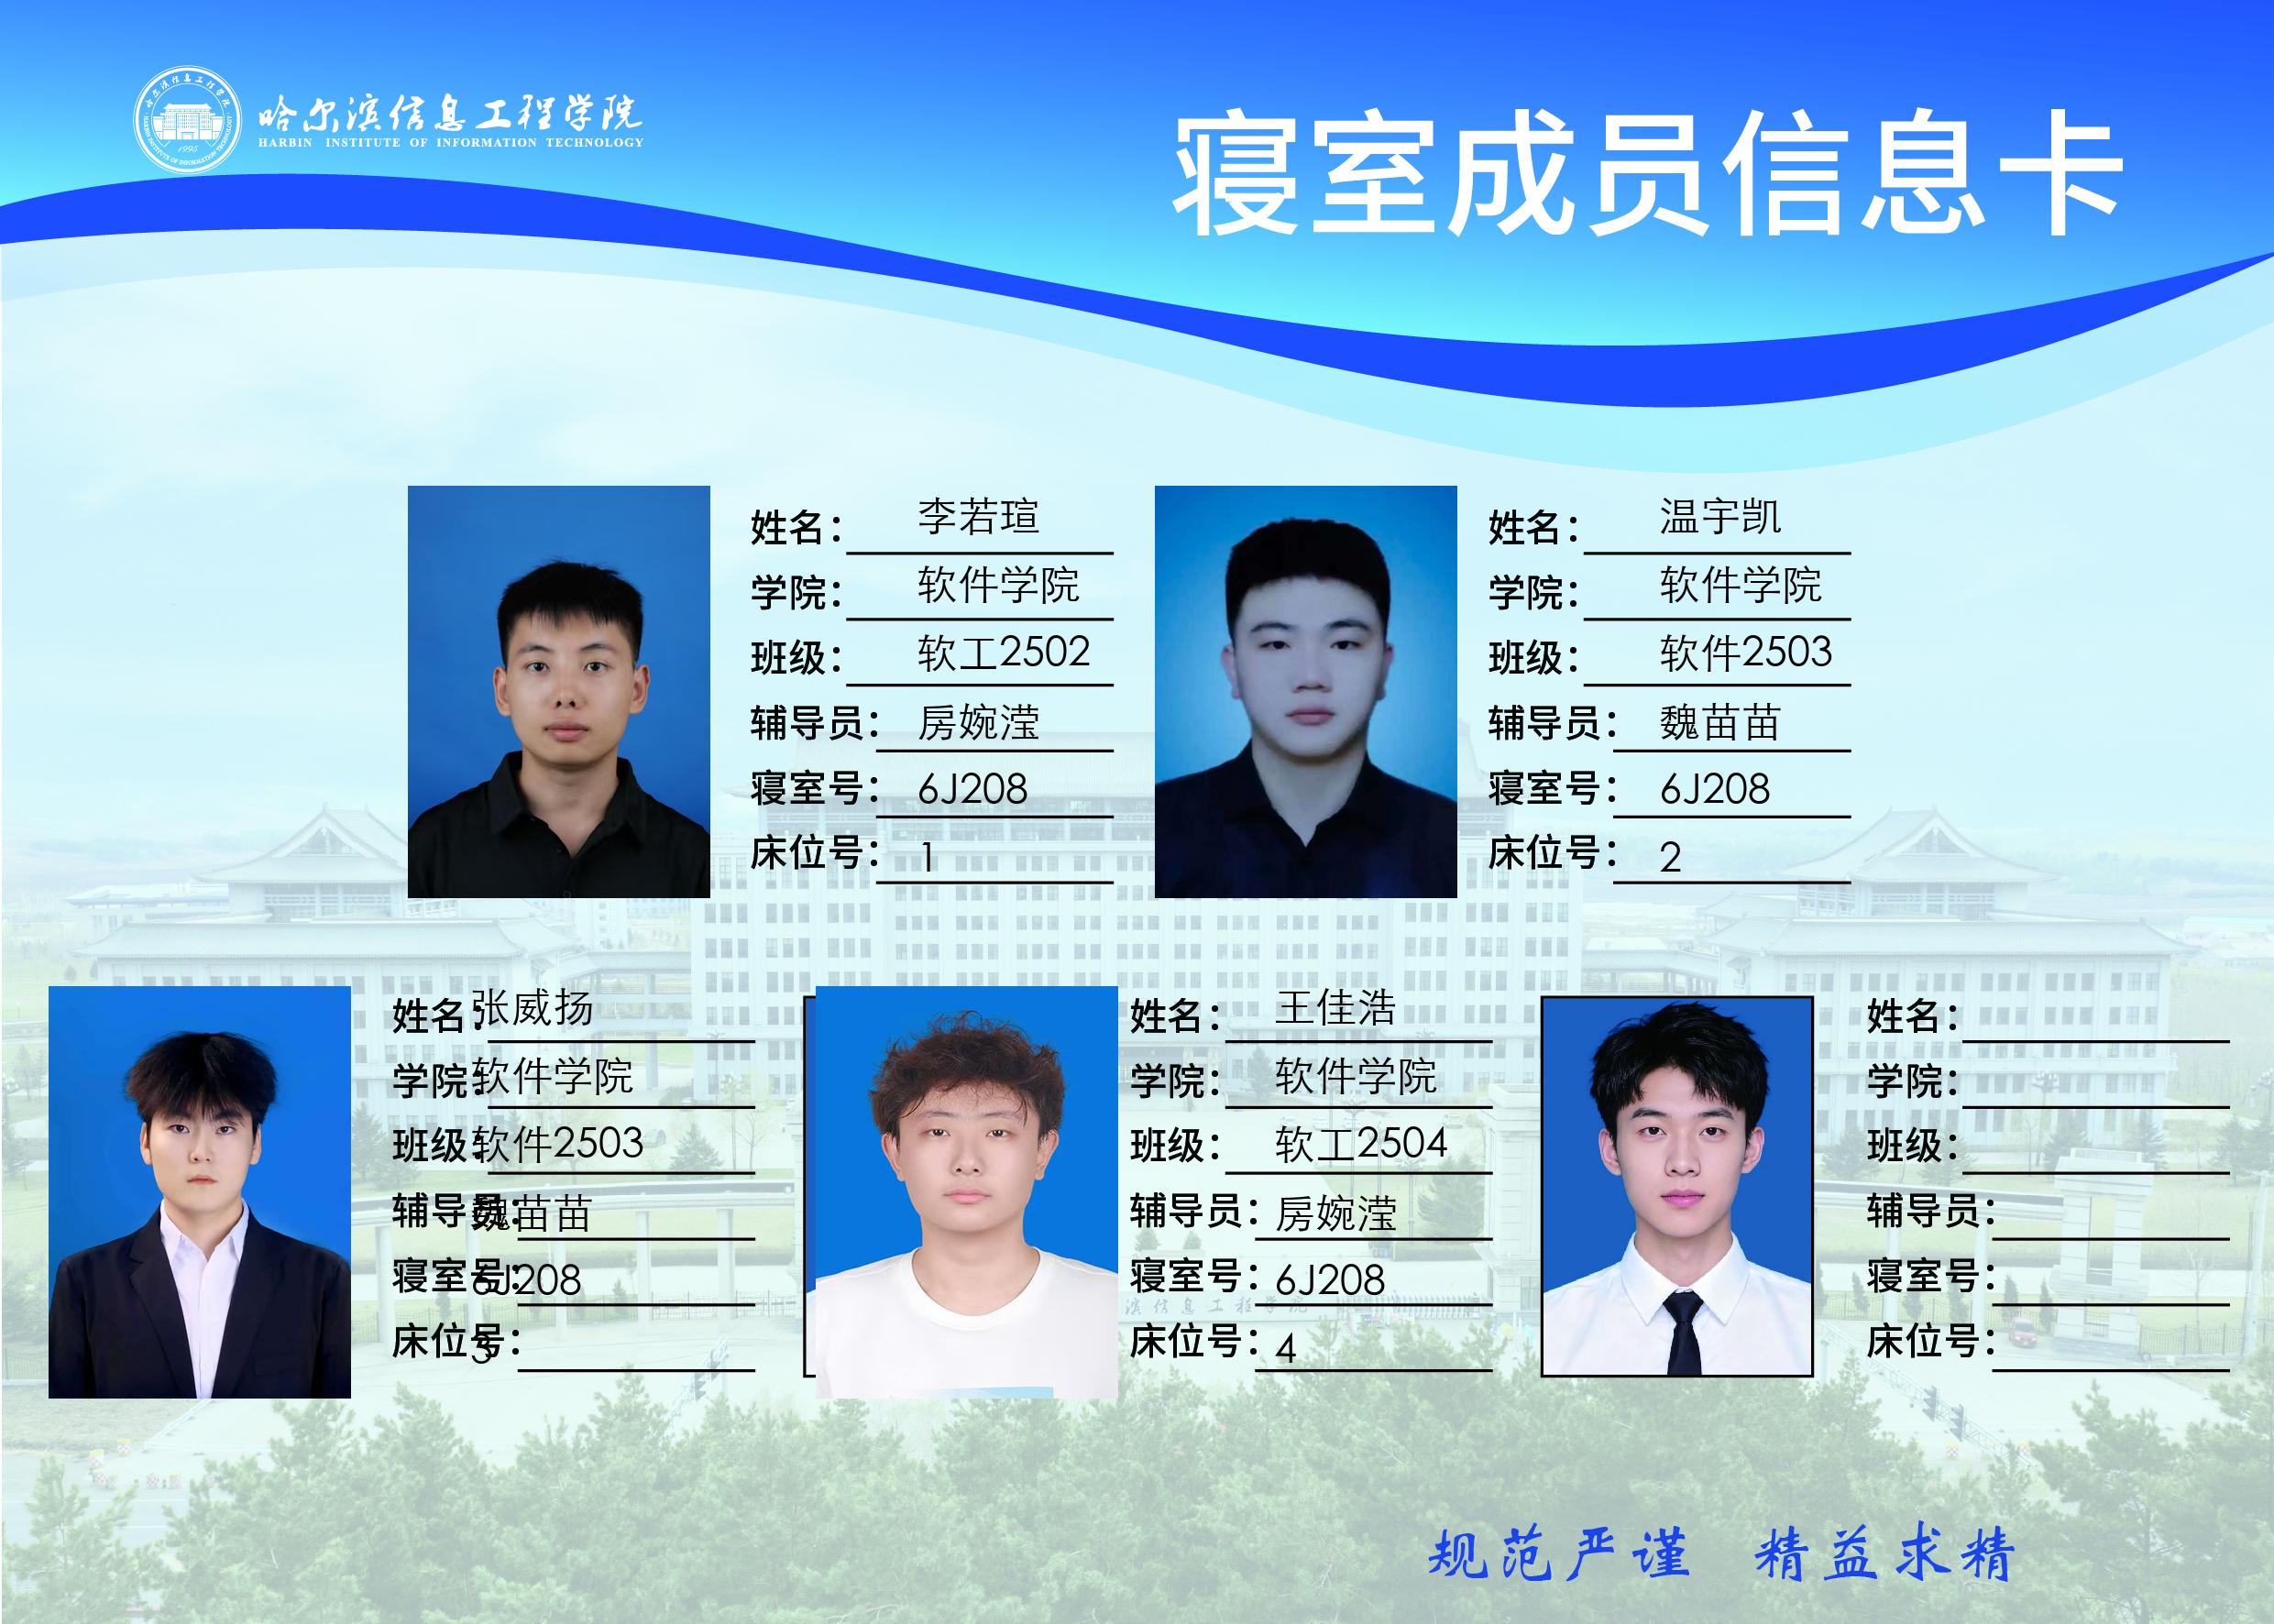 哈尔滨信息工程学院
HARBIN INSTITUTE OF INFORMATION TECHNOLOGY
1995
寝室成员信息卡
姓名：李若瑄
学院：软件学院
班级：软工2502
辅导员：房婉滢
寝室号：6J208
床位号：1
姓名：温宇凯
学院：软件学院
班级：软件2503
辅导员：魏苗苗
寝室号：6J208
床位号：2
姓名：张威扬
学院：软件学院
班级：软件2503
辅导员：魏苗苗
寝室号：6J208
床位号：3
姓名：王佳浩
学院：软件学院
班级：软工2504
辅导员：房婉滢
寝室号：6J208
床位号：4
姓名：
学院：
班级：
辅导员：
寝室号：
床位号：
滨信息工程学院
规范严谨 精益求精